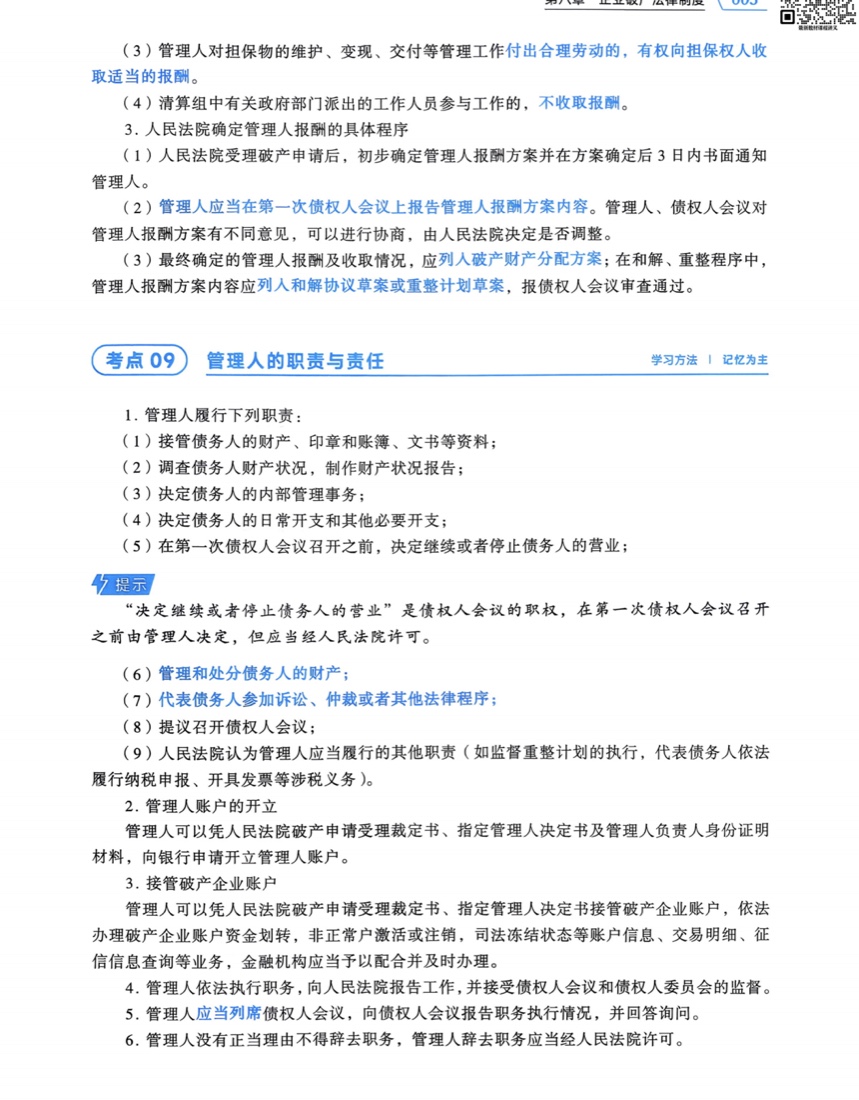 第八章 企业破产法律制度
（3）管理人对担保物的维护、变现、交付等管理工作付出合理劳动的，有权向担保权人收
取适当的报酬。
（4）清算组中有关政府部门派出的工作人员参与工作的，不收取报酬。
3. 人民法院确定管理人报酬的具体程序
（1）人民法院受理破产申请后，初步确定管理人报酬方案并在方案确定后 3 日内书面通知
管理人。
（2）管理人应当在第一次债权人会议上报告管理人报酬方案内容。管理人、债权人会议对
管理人报酬方案有不同意见，可以进行协商，由人民法院决定是否调整。
（3）最终确定的管理人报酬及收取情况，应列入破产财产分配方案；在和解、重整程序中，
管理人报酬方案内容应列入和解协议草案或重整计划草案，报债权人会议审查通过。
考点 09 管理人的职责与责任 学习方法 | 记忆为主
1. 管理人履行下列职责：
（1）接管债务人的财产、印章和账簿、文书等资料；
（2）调查债务人财产状况，制作财产状况报告；
（3）决定债务人的内部管理事务；
（4）决定债务人的日常开支和其他必要开支；
（5）在第一次债权人会议召开之前，决定继续或者停止债务人的营业；
提示
“决定继续或者停止债务人的营业”是债权人会议的职权，在第一次债权人会议召开
之前由管理人决定，但应当经人民法院许可。
（6）管理和处分债务人的财产；
（7）代表债务人参加诉讼、仲裁或者其他法律程序；
（8）提议召开债权人会议；
（9）人民法院认为管理人应当履行的其他职责（如监督重整计划的执行，代表债务人依法
履行纳税申报、开具发票等涉税义务）。
2. 管理人账户的开立
管理人可以凭人民法院破产申请受理裁定书、指定管理人决定书及管理人负责人身份证明
材料，向银行申请开立管理人账户。
3. 接管破产企业账户
管理人可以凭人民法院破产申请受理裁定书、指定管理人决定书接管破产企业账户，依法
办理破产企业账户资金划转，非正常户激活或注销，司法冻结状态等账户信息、交易明细、征
信信息查询等业务，金融机构应当予以配合并及时办理。
4. 管理人依法执行职务，向人民法院报告工作，并接受债权人会议和债权人委员会的监督。
5. 管理人应当列席债权人会议，向债权人会议报告职务执行情况，并回答询问。
6. 管理人没有正当理由不得辞去职务，管理人辞去职务应当经人民法院许可。